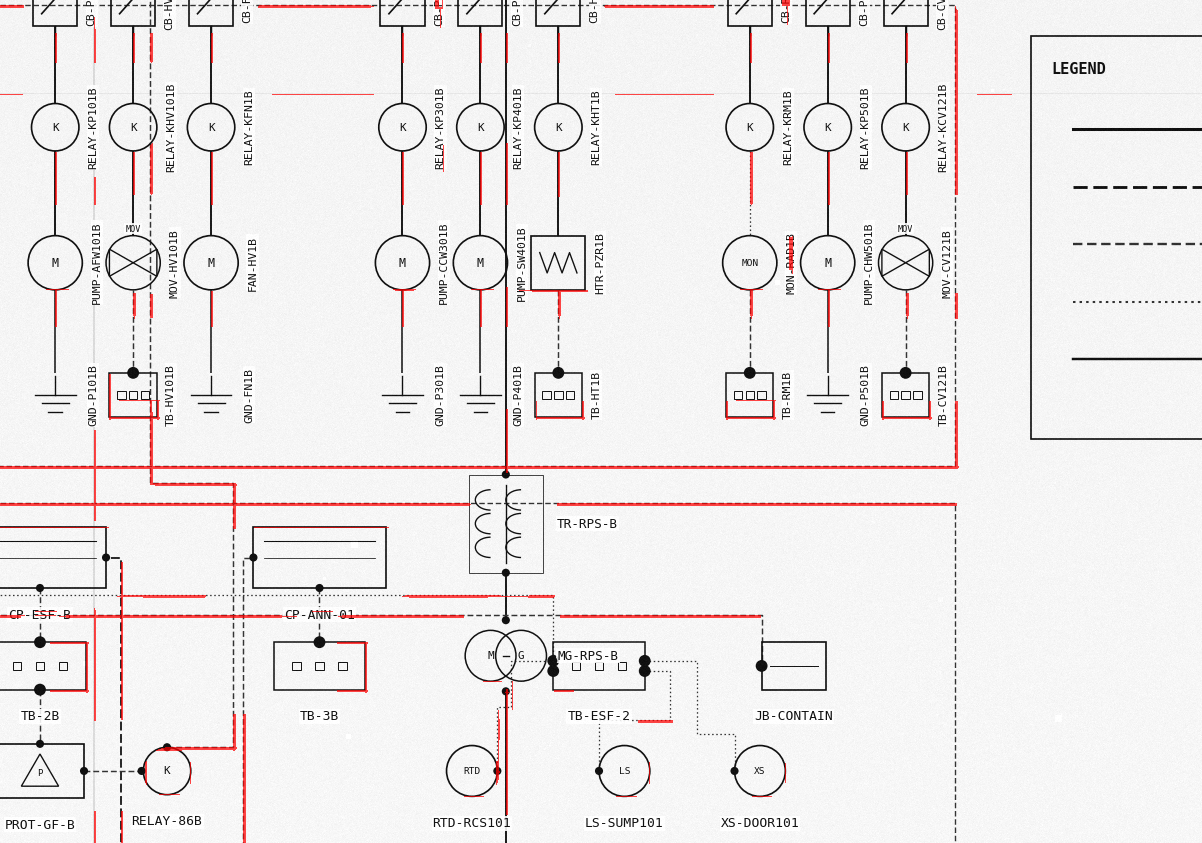 LEGEND
K
RELAY-KP101B
K
RELAY-KHV101B
K
RELAY-KFN1B
K
RELAY-KP301B
K
RELAY-KP401B
K
RELAY-KHT1B
K
RELAY-KRM1B
K
RELAY-KP501B
K
RELAY-KCV121B
MOV
MOV
M
PUMP-AFW101B
MOV-HV101B
M
FAN-HV1B
M
PUMP-CCW301B
M
PUMP-SW401B
HTR-PZR1B
MON
MON-RAD1B
M
PUMP-CHW501B
MOV-CV121B
GND-P101B
TB-HV101B
GND-FN1B
GND-P301B
GND-P401B
TB-HT1B
TB-RM1B
GND-P501B
TB-CV121B
TR-RPS-B
CP-ESF-B
CP-ANN-01
M
G
MG-RPS-B
TB-2B
TB-3B
TB-ESF-2
JB-CONTAIN
P
K
RTD
LS
XS
PROT-GF-B
RELAY-86B
RTD-RCS101
LS-SUMP101
XS-DOOR101